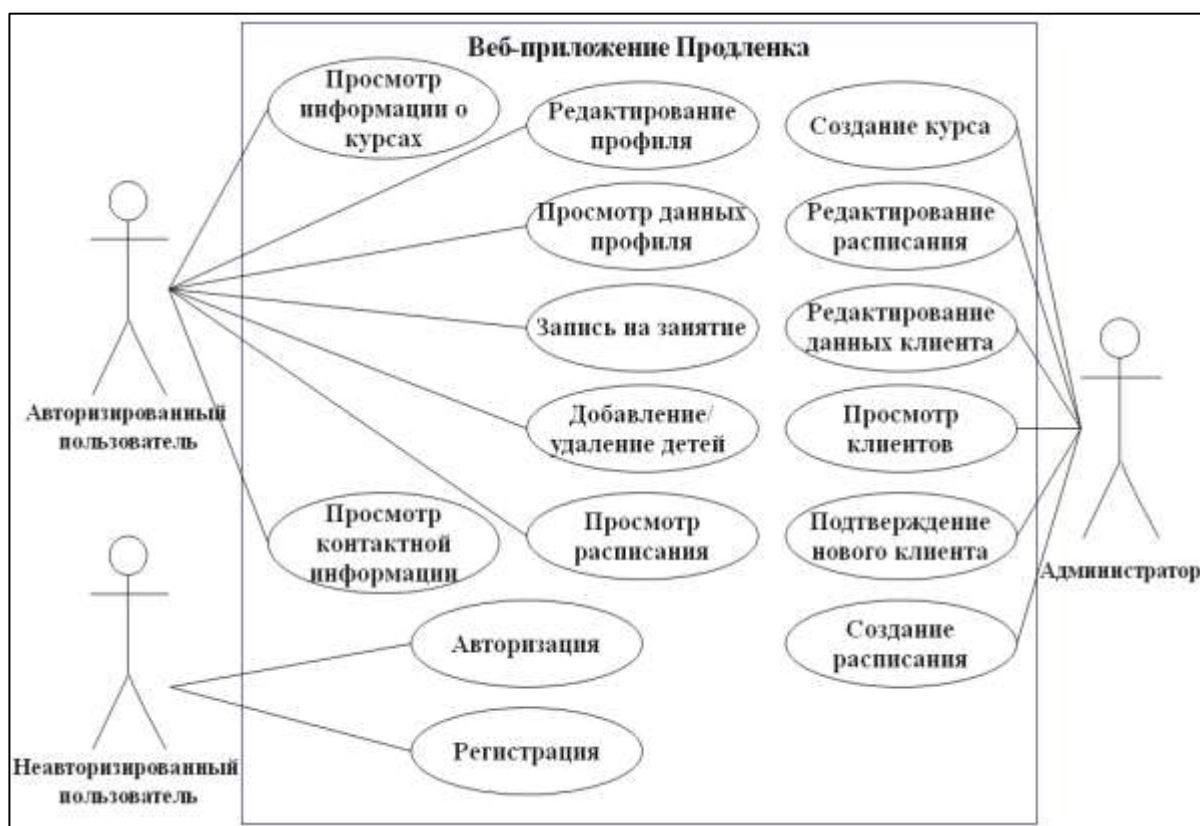 Веб-приложение Продленка
Просмотр
информации о
курсах
Редактирование
профиля
Создание курса
Просмотр данных
профиля
Редактирование
расписания
Запись на занятие
Редактирование
данных клиента
Авторизированный
пользователь
Добавление/
удаление детей
Просмотр
клиентов
Просмотр
контактной
информации
Просмотр
расписания
Подтверждение
нового клиента
Администратор
Авторизация
Создание
расписания
Регистрация
Неавторизированный
пользователь